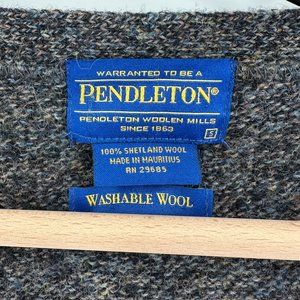 WARRANTED TO BE A
PENDLETON®
PENDLETON WOOLEN MILLS
SINCE 1863
S
100% SHETLAND WOOL
MADE IN MAURITIUS
RN 29685
WASHABLE WOOL